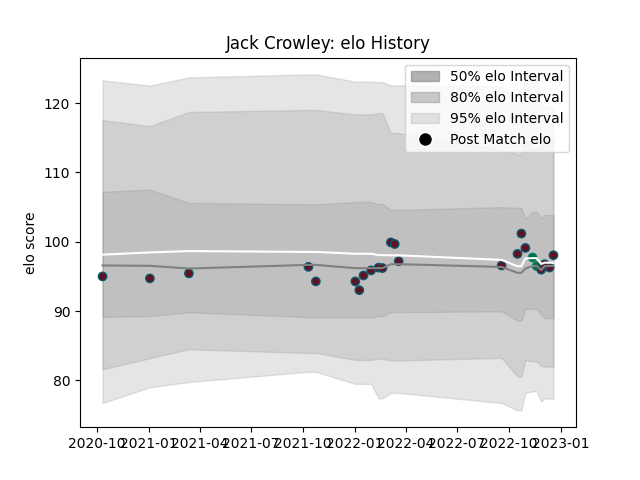 Jack Crowley: elo History
50% elo Interval
80% elo Interval
95% elo Interval
Post Match elo
elo score
120
110
100
90
80
2020-10 2021-01 2021-04 2021-07 2021-10 2022-01 2022-04 2022-07 2022-10 2023-01